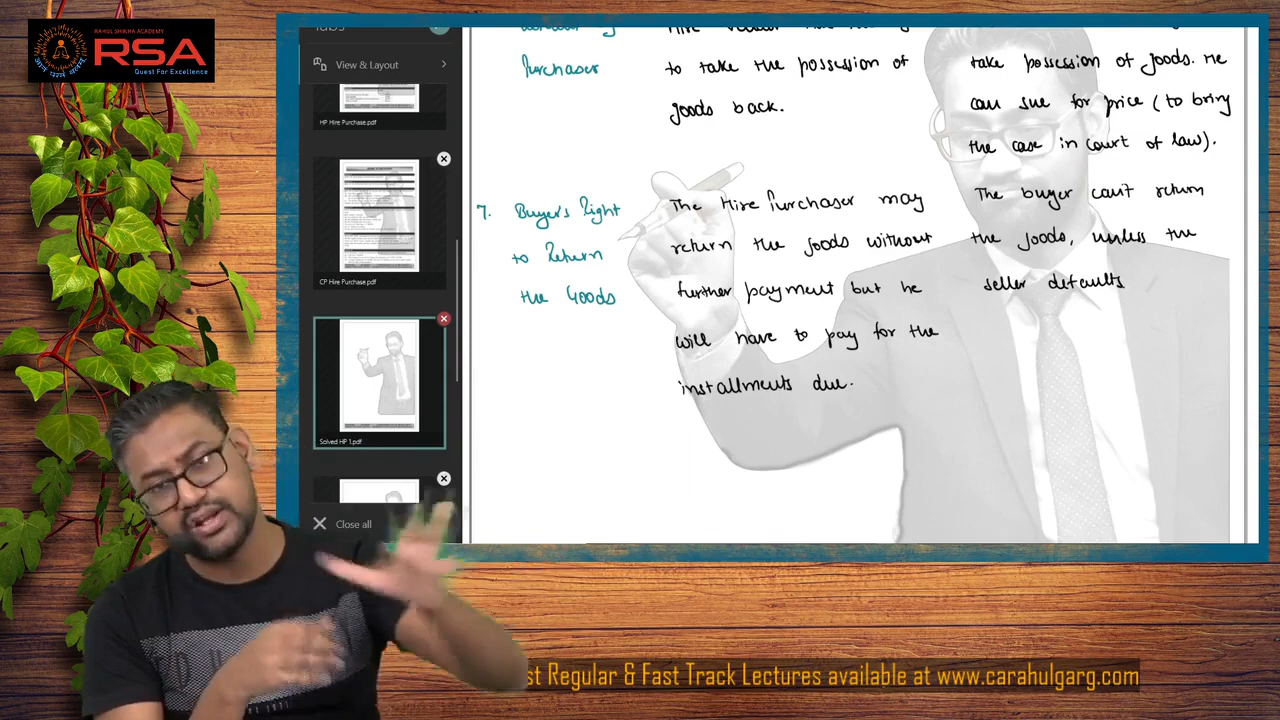 RAHUL SHIKHA ACADEMY
RSA
Quest For Excellence
View & Layout
HP Hire Purchase.pdf
CP Hire Purchase.pdf
Solved HP 1.pdf
Close all
Purchaser
to take the possession of
goods back.
take possession of goods. He
can sue for price (to bring
the case in court of law).
7. Buyer's Right
to Return
the Goods
The Hire Purchaser may
return the goods without
further payment but he
will have to pay for the
installments due.
The buyer can't return
the goods, unless the
seller defaults
st Regular & Fast Track Lectures available at www.carahulgarg.com